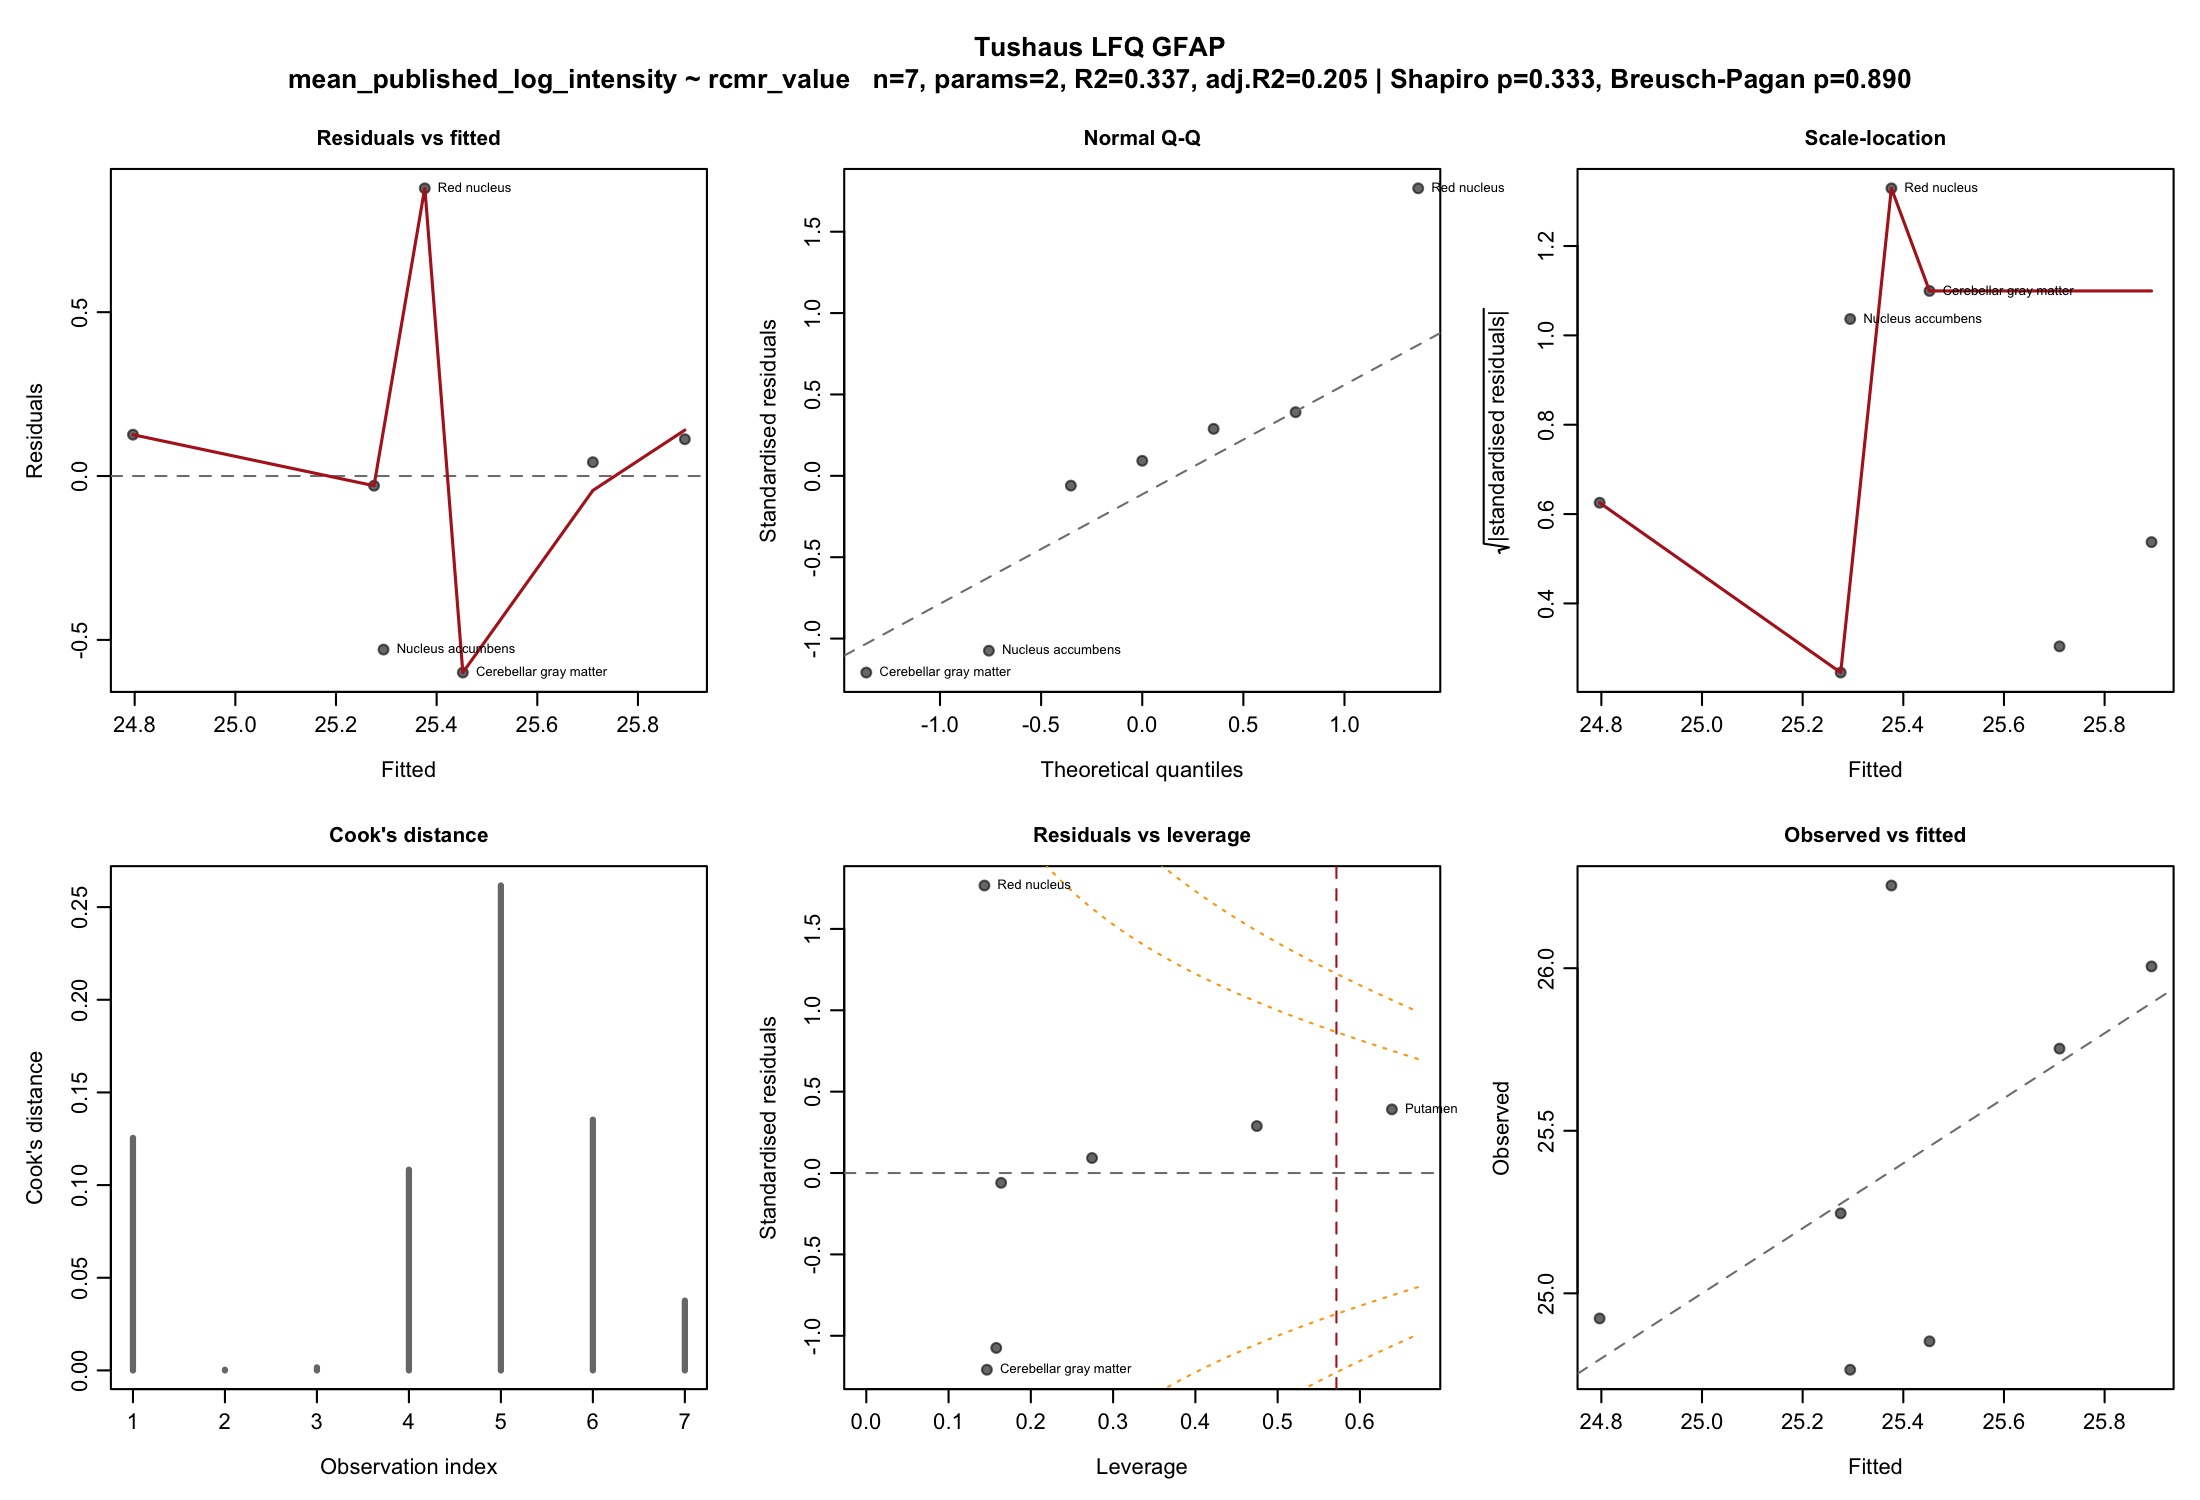 Tushaus LFQ GFAP
mean_published_log_intensity ~ rcmr_value   n=7, params=2, R2=0.337, adj.R2=0.205 | Shapiro p=0.333, Breusch-Pagan p=0.890
Residuals vs fitted
Residuals
0.5
0.0
-0.5
Red nucleus
Nucleus accumbens
Cerebellar gray matter
24.8 25.0 25.2 25.4 25.6 25.8
Fitted
Normal Q-Q
Standardised residuals
1.5
1.0
0.5
0.0
-0.5
-1.0
Red nucleus
Nucleus accumbens
Cerebellar gray matter
-1.0 -0.5 0.0 0.5 1.0
Theoretical quantiles
Scale-location
√|standardised residuals|
1.2
1.0
0.8
0.6
0.4
Red nucleus
Cerebellar gray matter
Nucleus accumbens
24.8 25.0 25.2 25.4 25.6 25.8
Fitted
Cook's distance
Cook's distance
0.25
0.20
0.15
0.10
0.05
0.00
1 2 3 4 5 6 7
Observation index
Residuals vs leverage
Standardised residuals
1.5
1.0
0.5
0.0
-0.5
-1.0
Red nucleus
Putamen
Cerebellar gray matter
0.0 0.1 0.2 0.3 0.4 0.5 0.6
Leverage
Observed vs fitted
Observed
26.0
25.5
25.0
24.8 25.0 25.2 25.4 25.6 25.8
Fitted